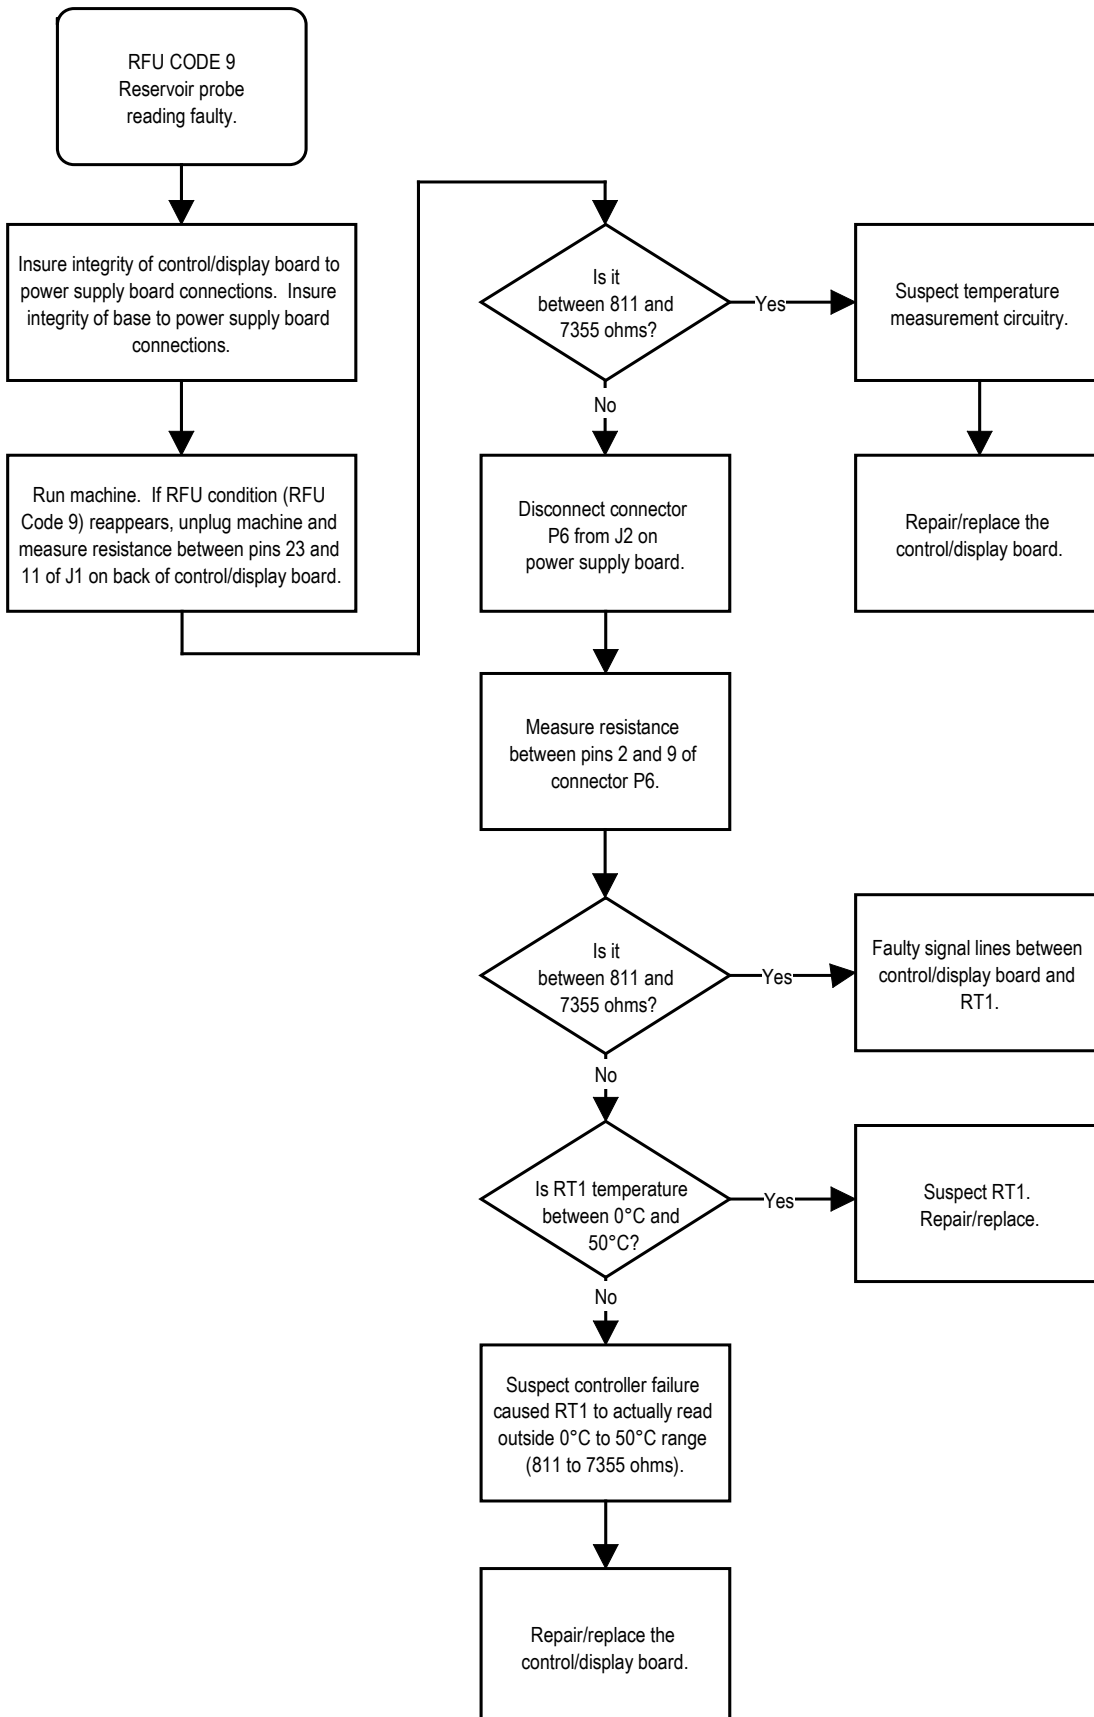 RFU CODE 9
Reservoir probe
reading faulty.
Insure integrity of control/display board to
power supply board connections. Insure
integrity of base to power supply board
connections.
Run machine. If RFU condition (RFU
Code 9) reappears, unplug machine and
measure resistance between pins 23 and
11 of J1 on back of control/display board.
Is it
between 811 and
7355 ohms?
Yes
Suspect temperature
measurement circuitry.
Repair/replace the
control/display board.
No
Disconnect connector
P6 from J2 on
power supply board.
Measure resistance
between pins 2 and 9 of
connector P6.
Is it
between 811 and
7355 ohms?
Yes
Faulty signal lines between
control/display board and
RT1.
No
Is RT1 temperature
between 0°C and
50°C?
Yes
Suspect RT1.
Repair/replace.
No
Suspect controller failure
caused RT1 to actually read
outside 0°C to 50°C range
(811 to 7355 ohms).
Repair/replace the
control/display board.